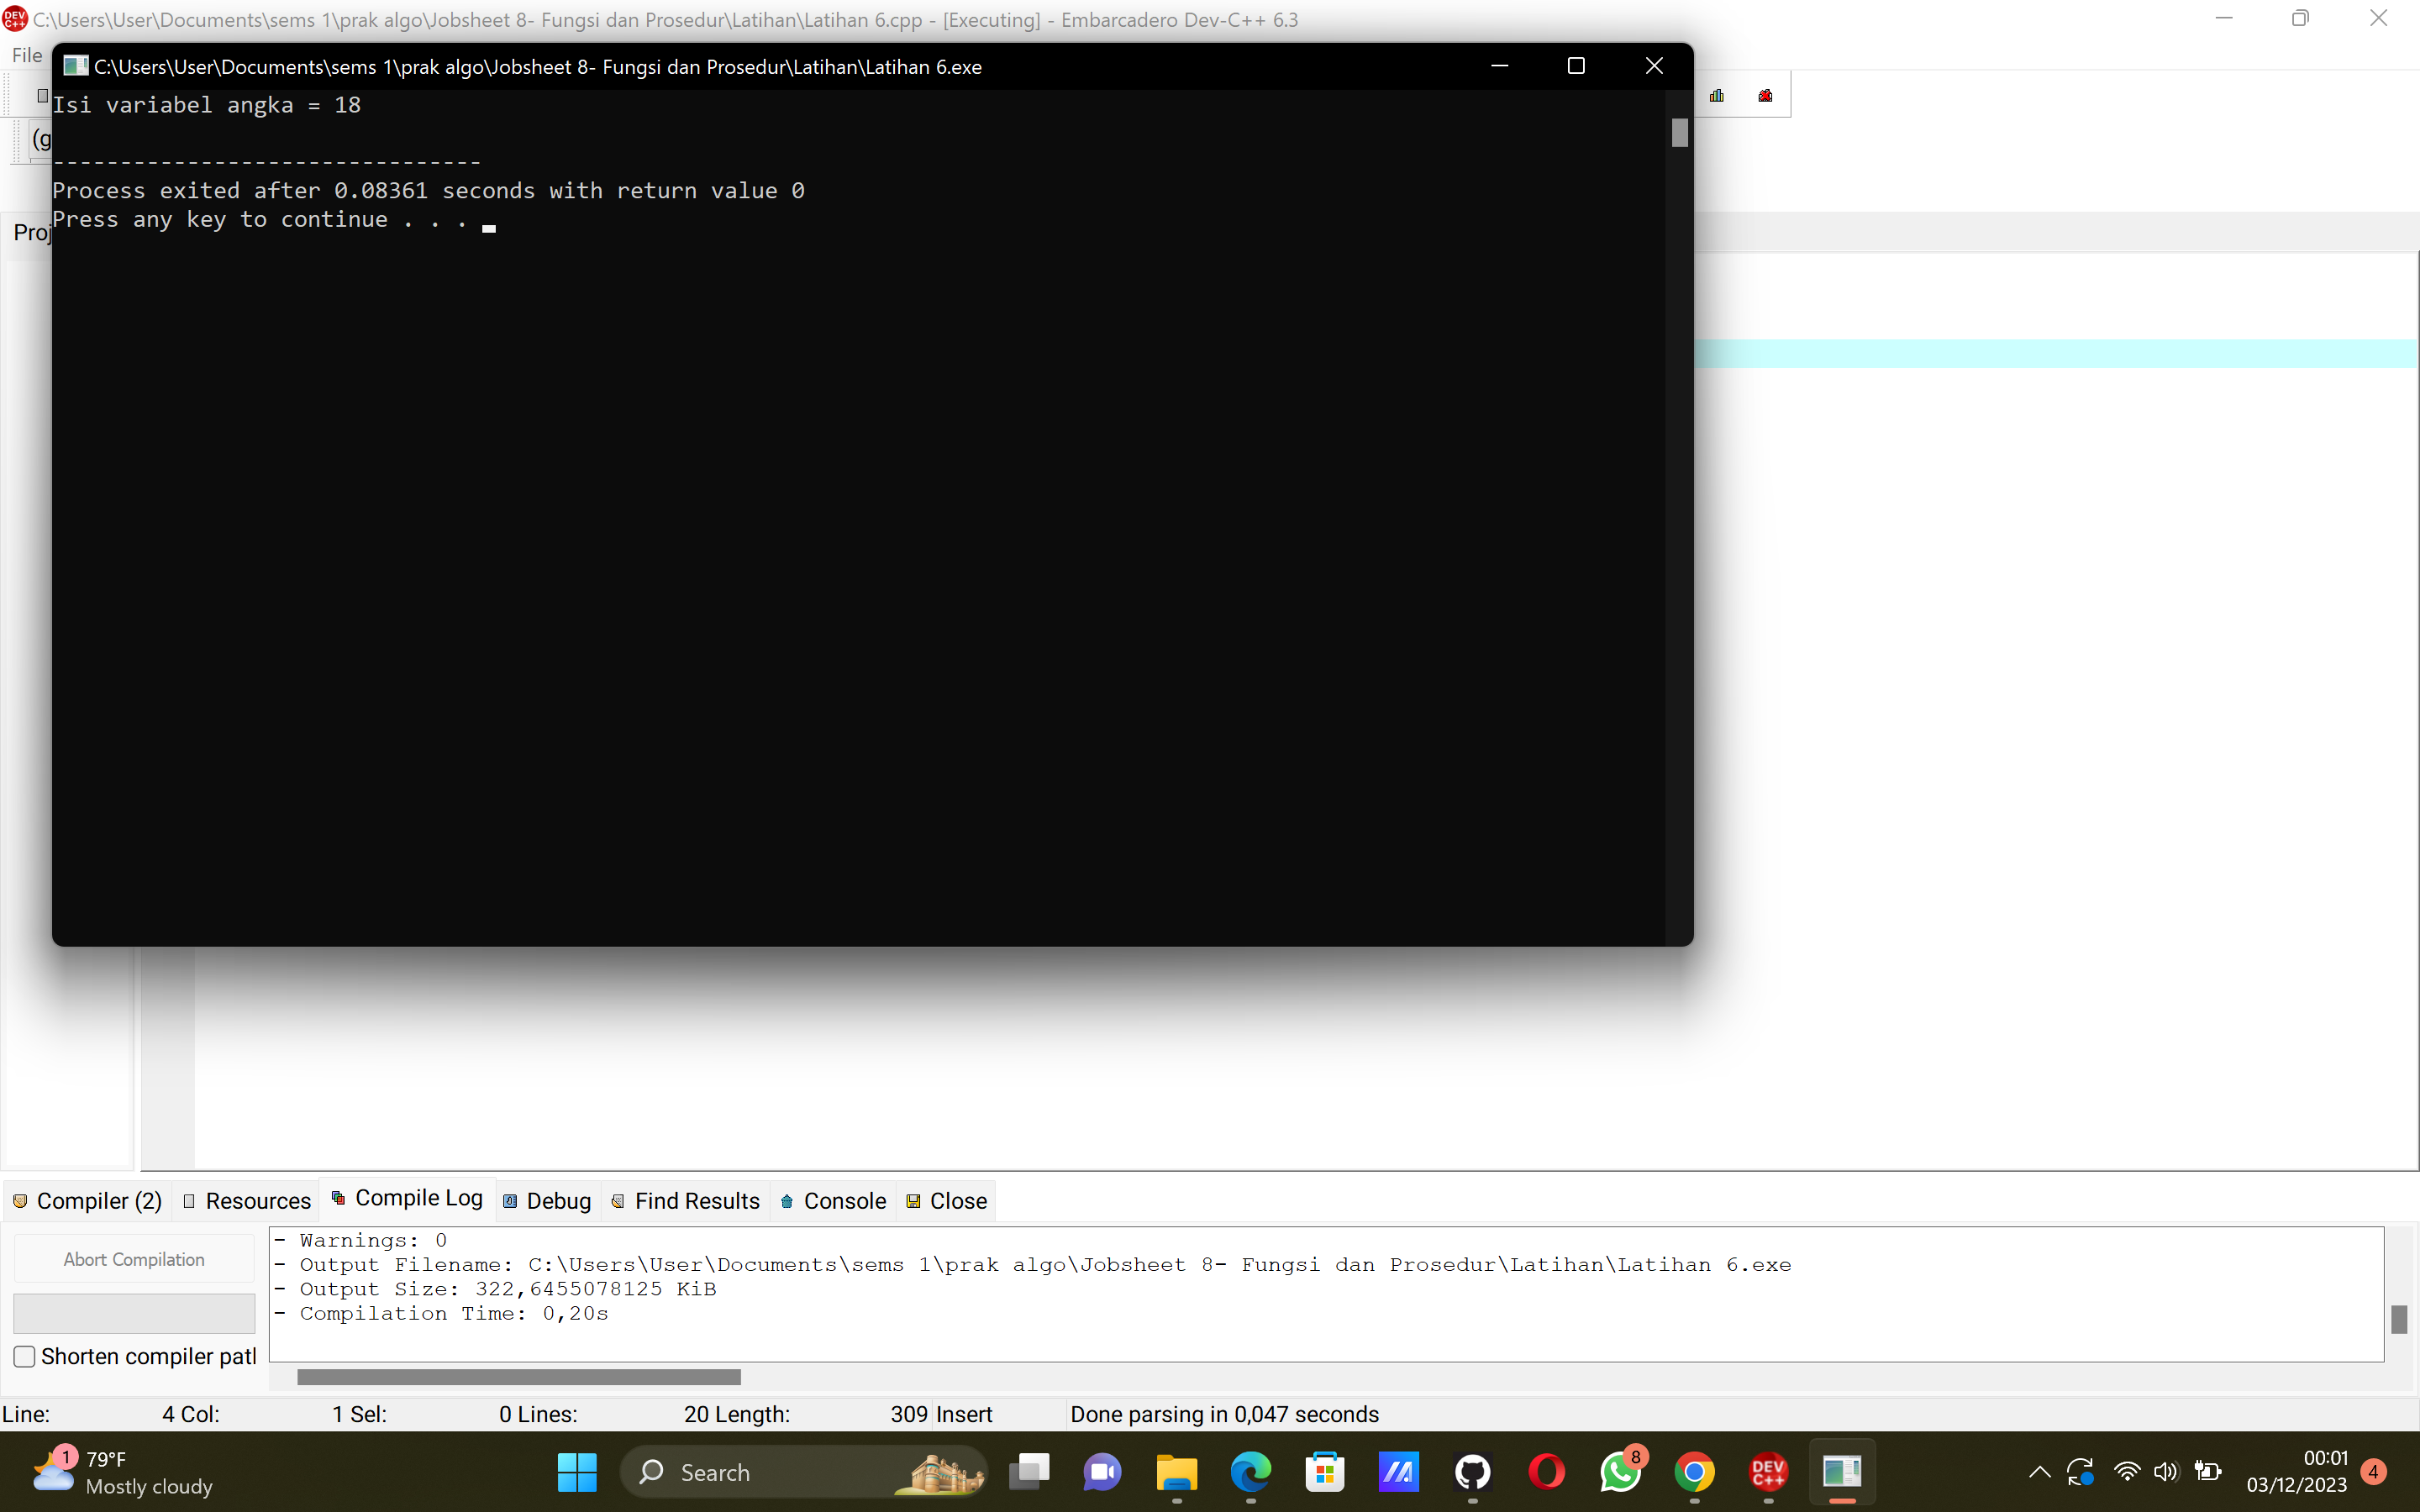 C:\Users\User\Documents\sems 1\prak algo\Jobsheet 8- Fungsi dan Prosedur\Latihan\Latihan 6.cpp - [Executing] - Embarcadero Dev-C++ 6.3
File
C:\Users\User\Documents\sems 1\prak algo\Jobsheet 8- Fungsi dan Prosedur\Latihan\Latihan 6.exe
Isi variabel angka = 18
(g
--------------------------------
Process exited after 0.08361 seconds with return value 0
Press any key to continue . . .
Proj
Compiler (2) Resources Compile Log Debug Find Results Console Close
Abort Compilation
- Warnings: 0
- Output Filename: C:\Users\User\Documents\sems 1\prak algo\Jobsheet 8- Fungsi dan Prosedur\Latihan\Latihan 6.exe
- Output Size: 322,6455078125 KiB
- Compilation Time: 0,20s
Shorten compiler patl
Line: 4 Col: 1 Sel: 0 Lines: 20 Length: 309 Insert Done parsing in 0,047 seconds
1
79°F
Mostly cloudy
Search
8
DEV
C++
00:01
03/12/2023
4